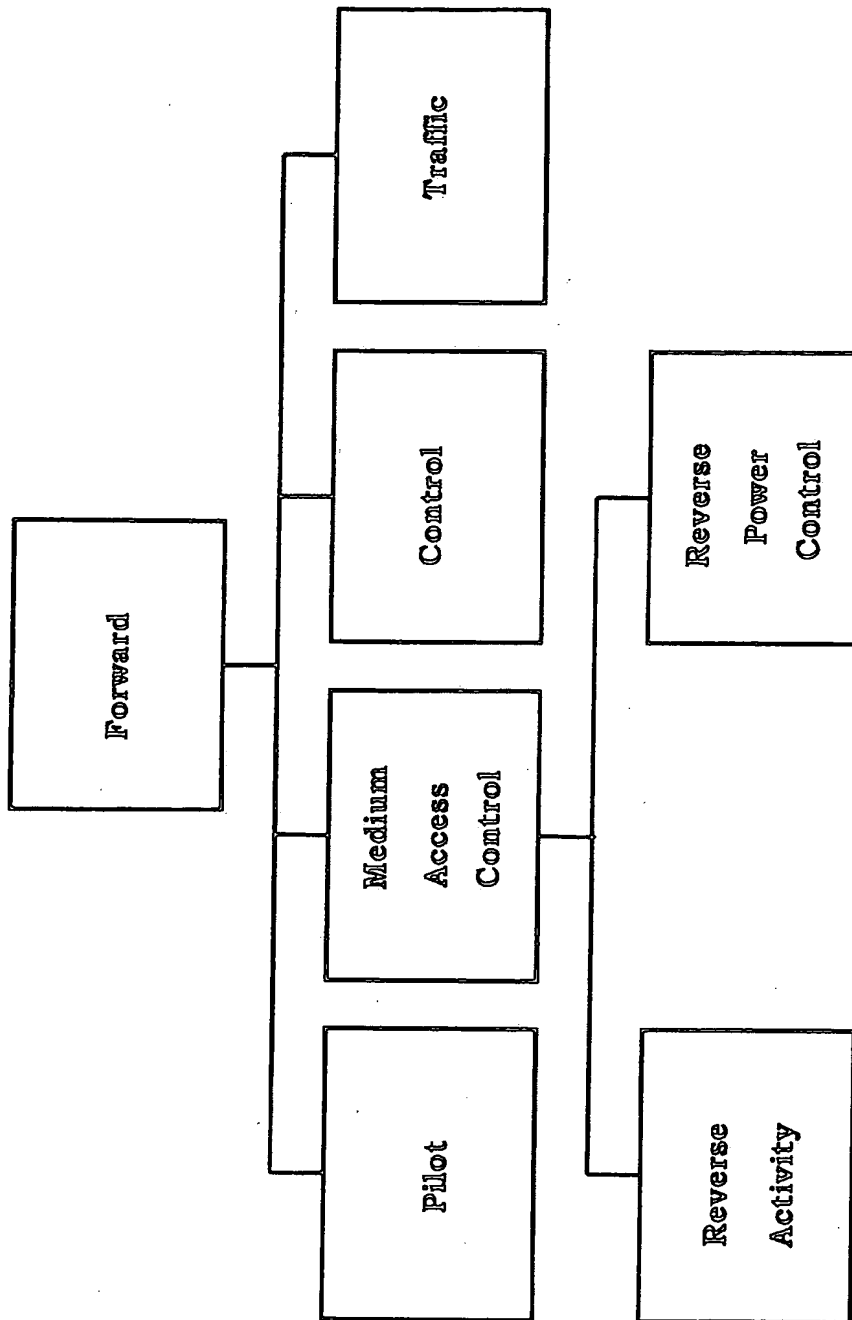 Forward
Pilot
Medium
Access
Control
Control
Traffic
Reverse
Activity
Reverse
Power
Control